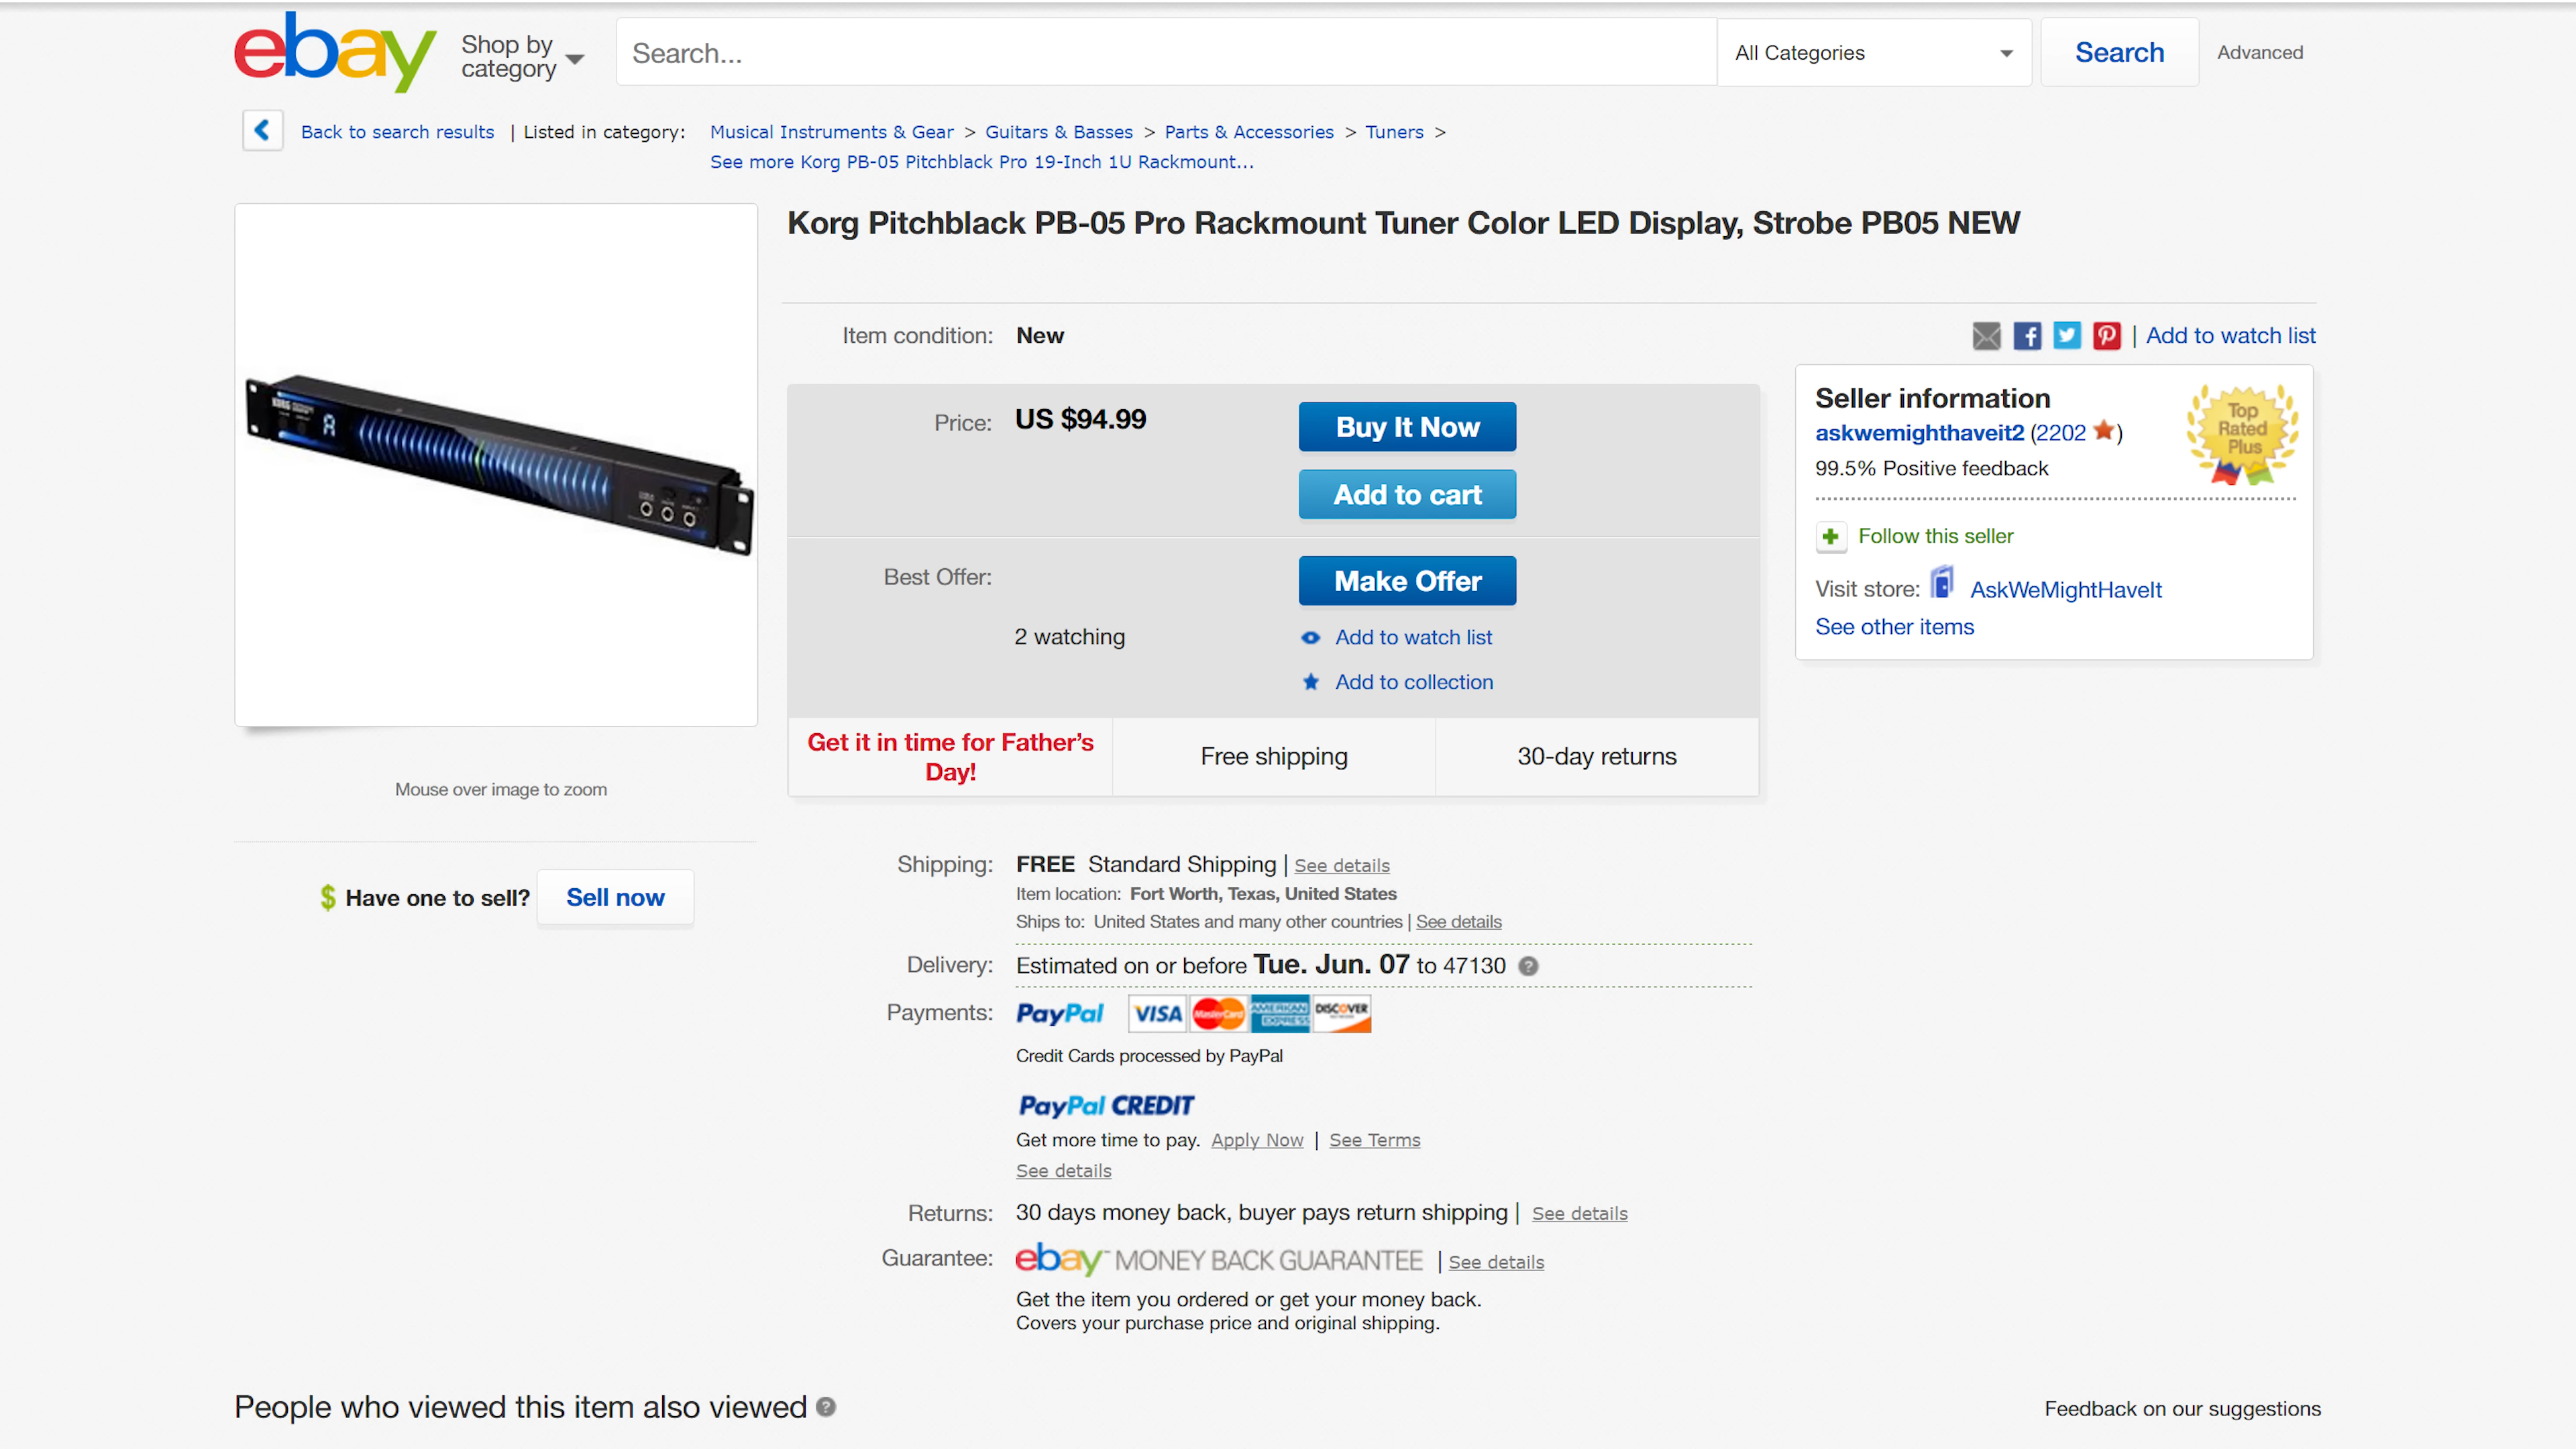 ebay
Shop by
category
Search...
All Categories
Search
Advanced
Back to search results | Listed in category: Musical Instruments & Gear > Guitars & Basses > Parts & Accessories > Tuners >
See more Korg PB-05 Pitchblack Pro 19-Inch 1U Rackmount...
Korg Pitchblack PB-05 Pro Rackmount Tuner Color LED Display, Strobe PB05 NEW
KORG
A
Mouse over image to zoom
$ Have one to sell? Sell now
Item condition: New
| Add to watch list
Price: US $94.99
Buy It Now
Add to cart
Best Offer:
Make Offer
2 watching
Add to watch list
Add to collection
Get it in time for Father's
Day!
Free shipping
30-day returns
Seller information
askwemighthaveit2 (2202)
99.5% Positive feedback
Top
Rated
Plus
Follow this seller
Visit store: AskWeMightHaveIt
See other items
Shipping: FREE Standard Shipping | See details
Item location: Fort Worth, Texas, United States
Ships to: United States and many other countries | See details
Delivery: Estimated on or before Tue. Jun. 07 to 47130 ?
Payments: PayPal VISA MasterCard AMERICAN EXPRESS DISCOVER
Credit Cards processed by PayPal
PayPal CREDIT
Get more time to pay. Apply Now | See Terms
See details
Returns: 30 days money back, buyer pays return shipping | See details
Guarantee: ebay™ MONEY BACK GUARANTEE | See details
Get the item you ordered or get your money back.
Covers your purchase price and original shipping.
People who viewed this item also viewed ?
Feedback on our suggestions